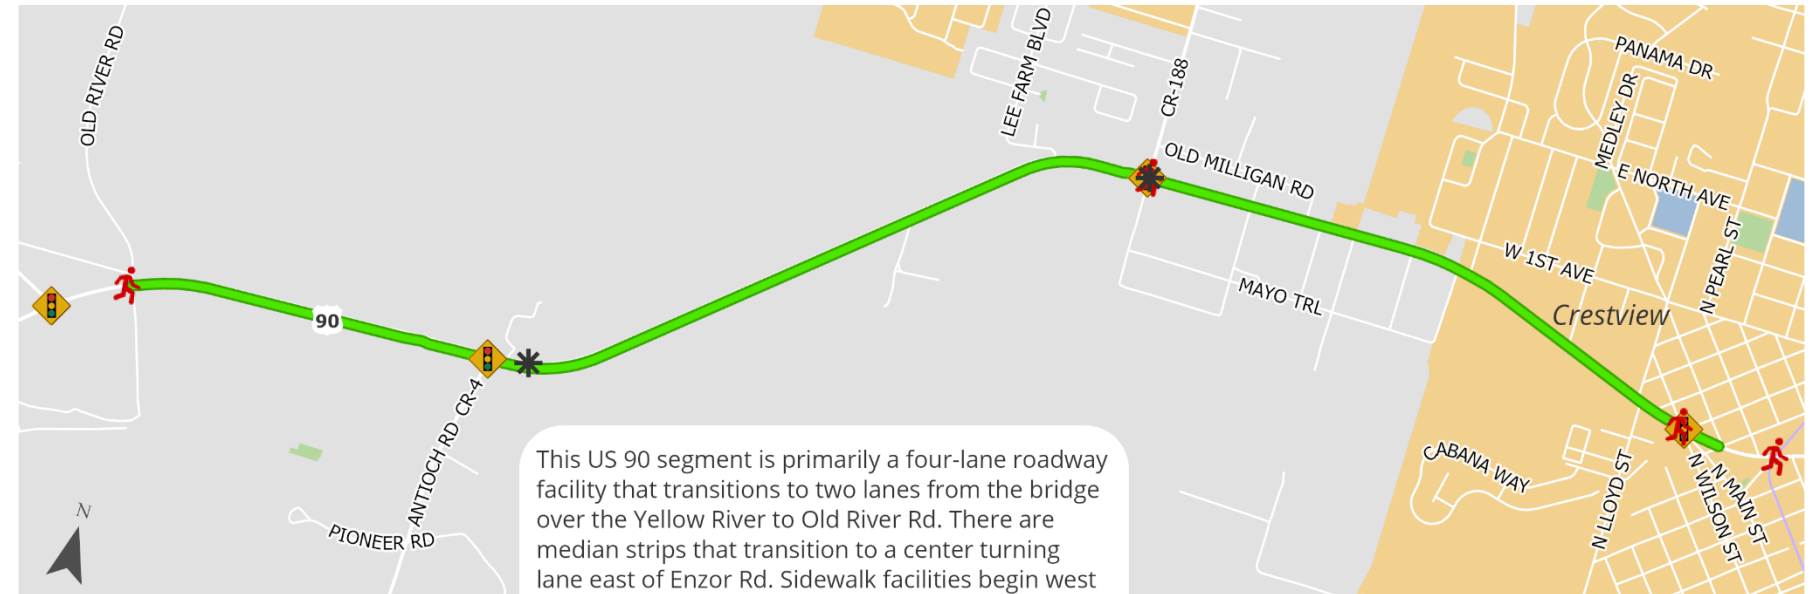 OLD RIVER RD
LEE FARM BLVD
CR-188
PANAMA DR
MEDLEY DR
OLD MILLIGAN RD
E NORTH AVE
N PEARL ST
W 1ST AVE
MAYO TRL
Crestview
90
ANTIOCH RD CR-4
PIONEER RD
N
CABANA WAY
N LLOYD ST
N WILSON ST
N MAIN ST
This US 90 segment is primarily a four-lane roadway
facility that transitions to two lanes from the bridge
over the Yellow River to Old River Rd. There are
median strips that transition to a center turning
lane east of Enzor Rd. Sidewalk facilities begin west